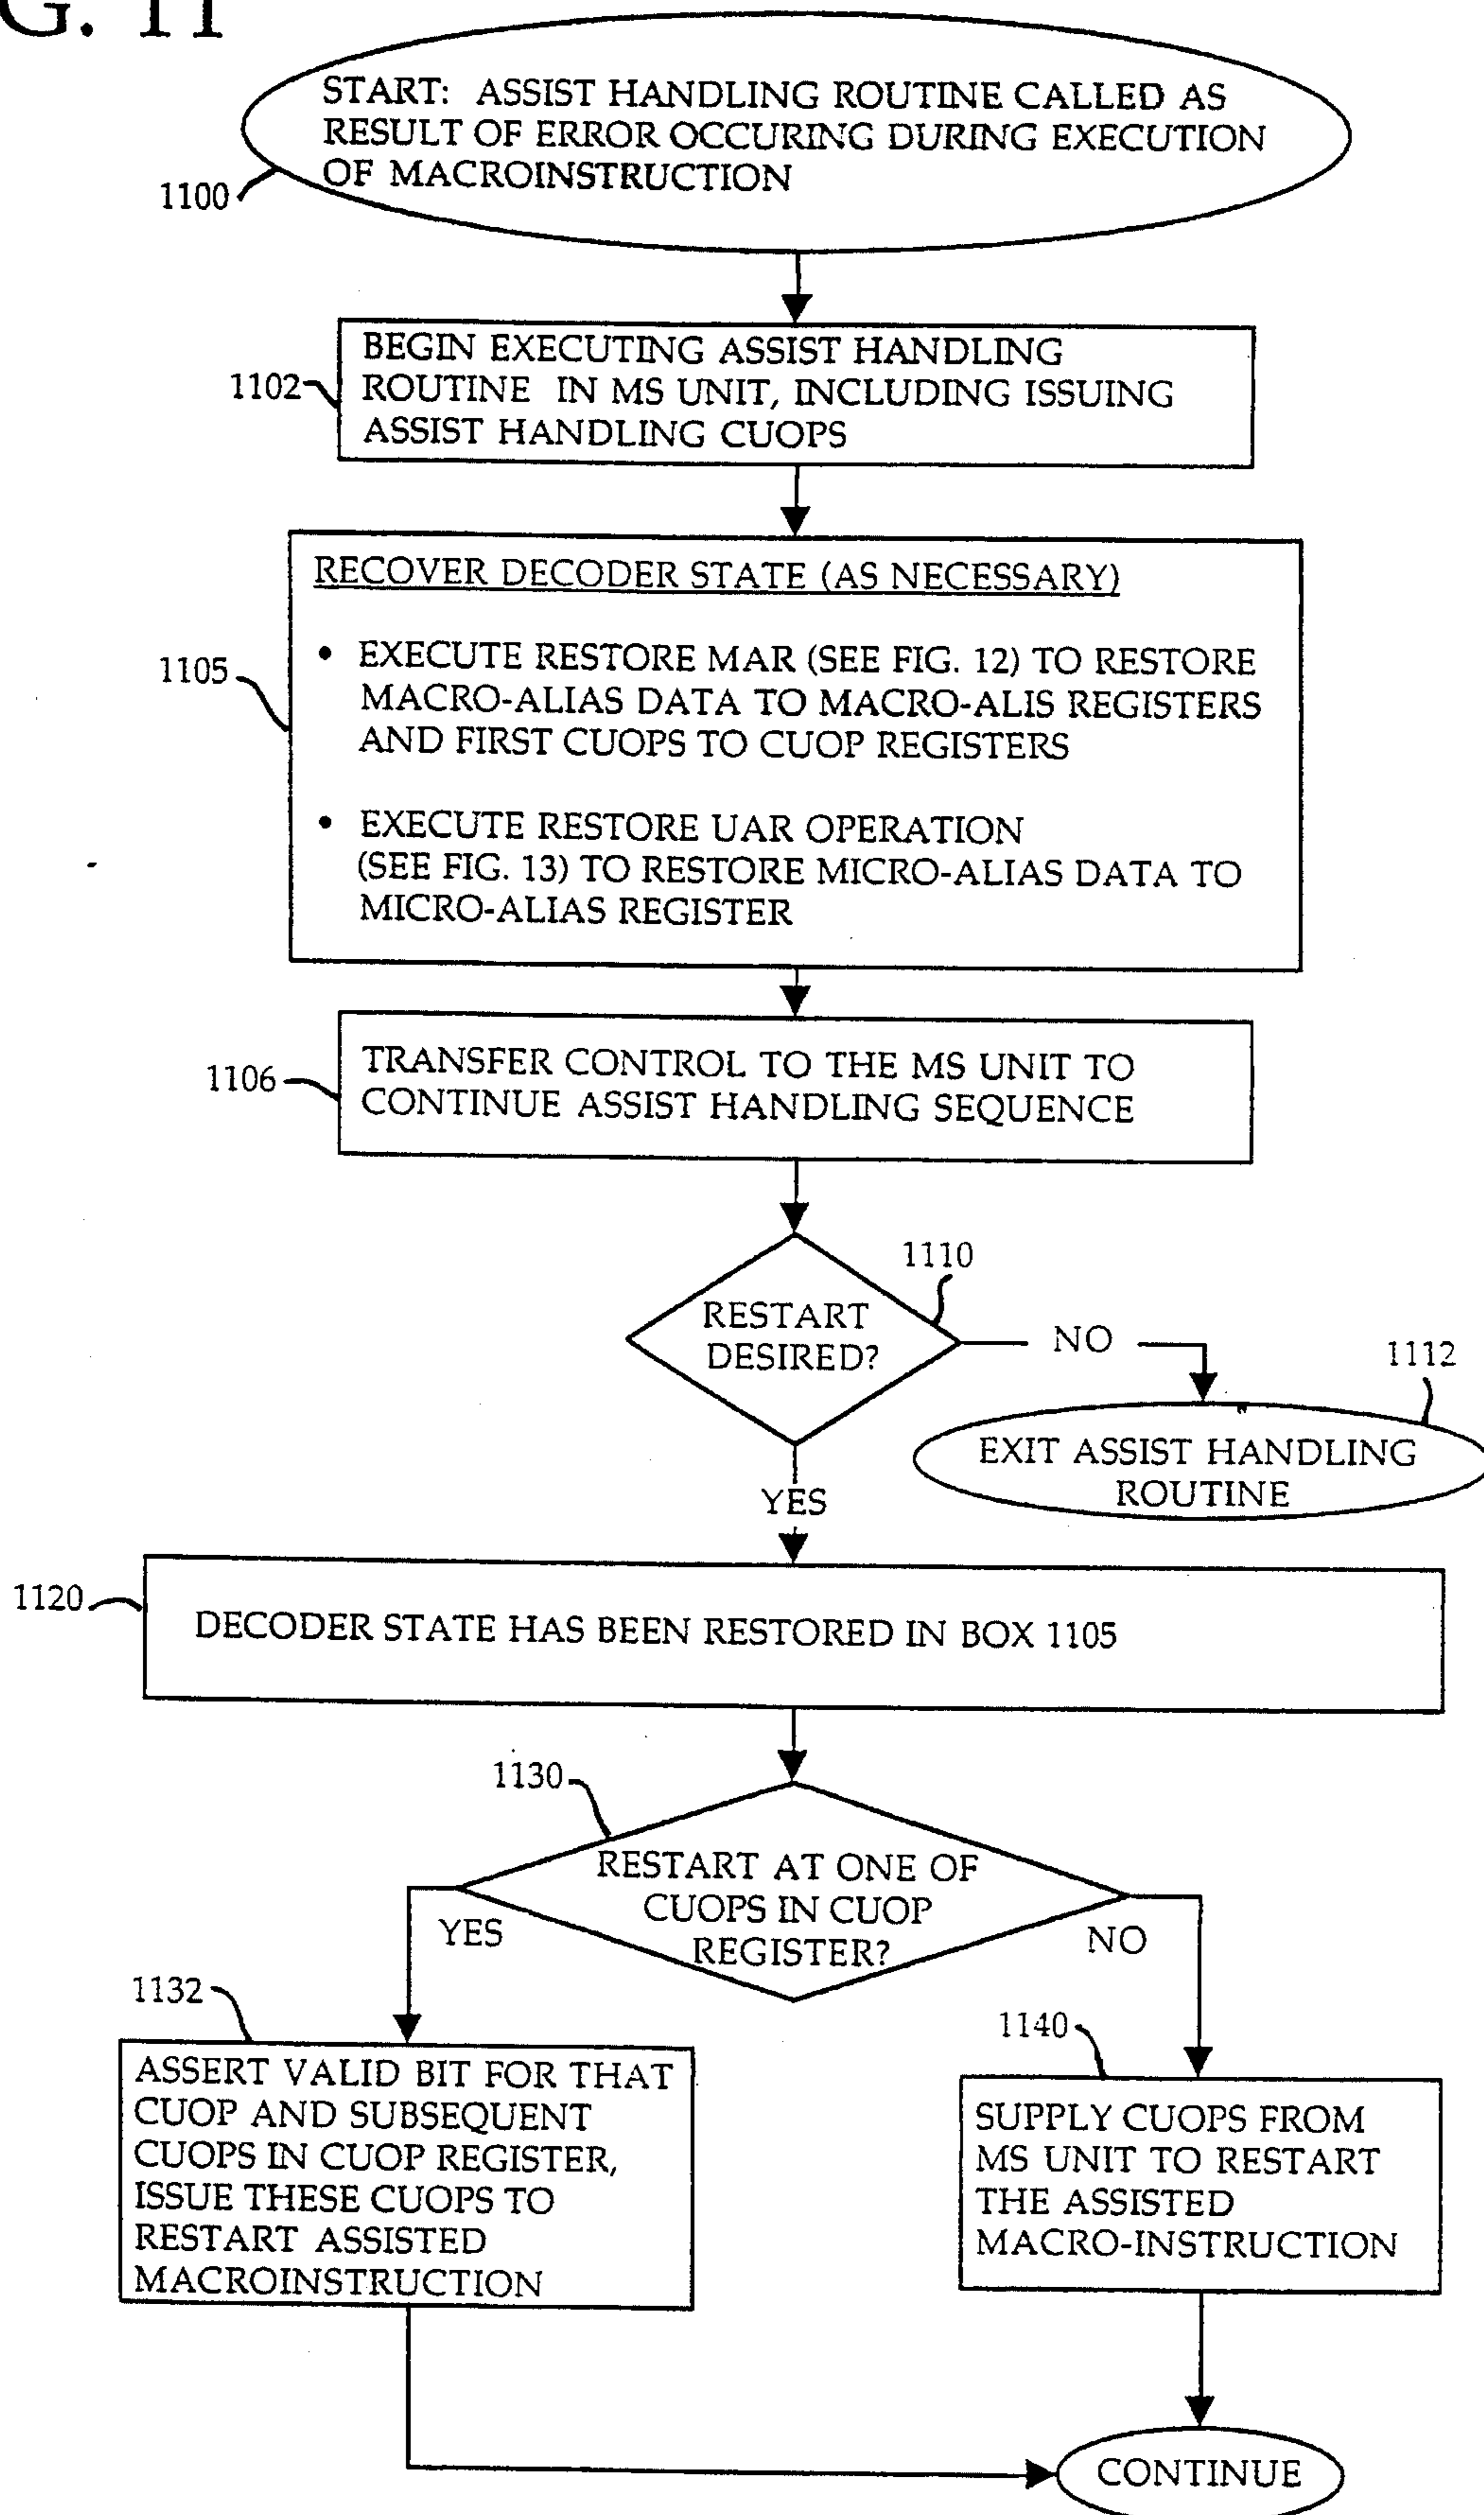 G. 11
START: ASSIST HANDLING ROUTINE CALLED AS
RESULT OF ERROR OCCURING DURING EXECUTION
OF MACROINSTRUCTION
1100
BEGIN EXECUTING ASSIST HANDLING
ROUTINE IN MS UNIT, INCLUDING ISSUING
ASSIST HANDLING CUOPS
1102
RECOVER DECODER STATE (AS NECESSARY)
• EXECUTE RESTORE MAR (SEE FIG. 12) TO RESTORE
MACRO-ALIAS DATA TO MACRO-ALIS REGISTERS
AND FIRST CUOPS TO CUOP REGISTERS
1105
• EXECUTE RESTORE UAR OPERATION
(SEE FIG. 13) TO RESTORE MICRO-ALIAS DATA TO
MICRO-ALIAS REGISTER
TRANSFER CONTROL TO THE MS UNIT TO
CONTINUE ASSIST HANDLING SEQUENCE
1106
1110
RESTART
DESIRED?
NO
1112
EXIT ASSIST HANDLING
ROUTINE
YES
1120
DECODER STATE HAS BEEN RESTORED IN BOX 1105
1130
RESTART AT ONE OF
CUOPS IN CUOP
REGISTER?
YES
NO
1132
ASSERT VALID BIT FOR THAT
CUOP AND SUBSEQUENT
CUOPS IN CUOP REGISTER,
ISSUE THESE CUOPS TO
RESTART ASSISTED
MACROINSTRUCTION
1140
SUPPLY CUOPS FROM
MS UNIT TO RESTART
THE ASSISTED
MACRO-INSTRUCTION
CONTINUE